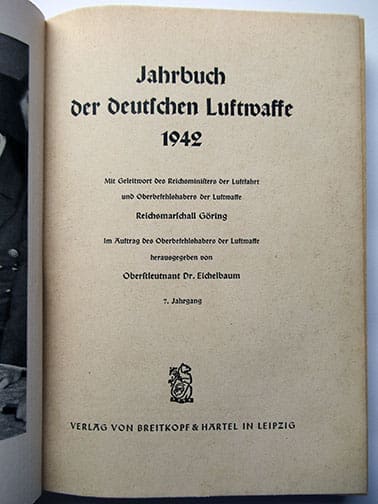 Jahrbuch
der deutschen Luftwaffe
1942
Mit Geleitwort des Reichsministers der Luftfahrt
und Oberbefehlshabers der Luftwaffe
Reichsmarschall Göring
Im Auftrag des Oberbefehlshabers der Luftwaffe
herausgegeben von
Oberstleutnant Dr. Eichelbaum
7. Jahrgang
VERLAG VON BREITKOPF & HÄRTEL IN LEIPZIG